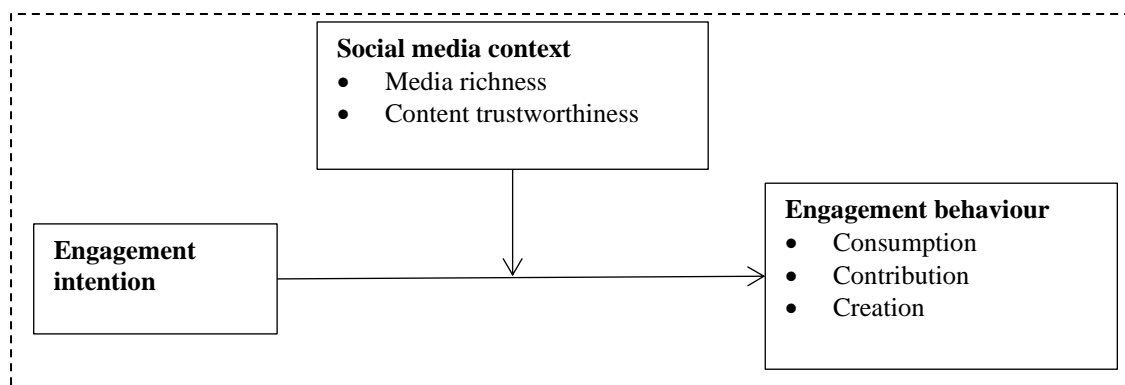 Social media context
• Media richness
• Content trustworthiness
Engagement
intention
Engagement behaviour
• Consumption
• Contribution
• Creation